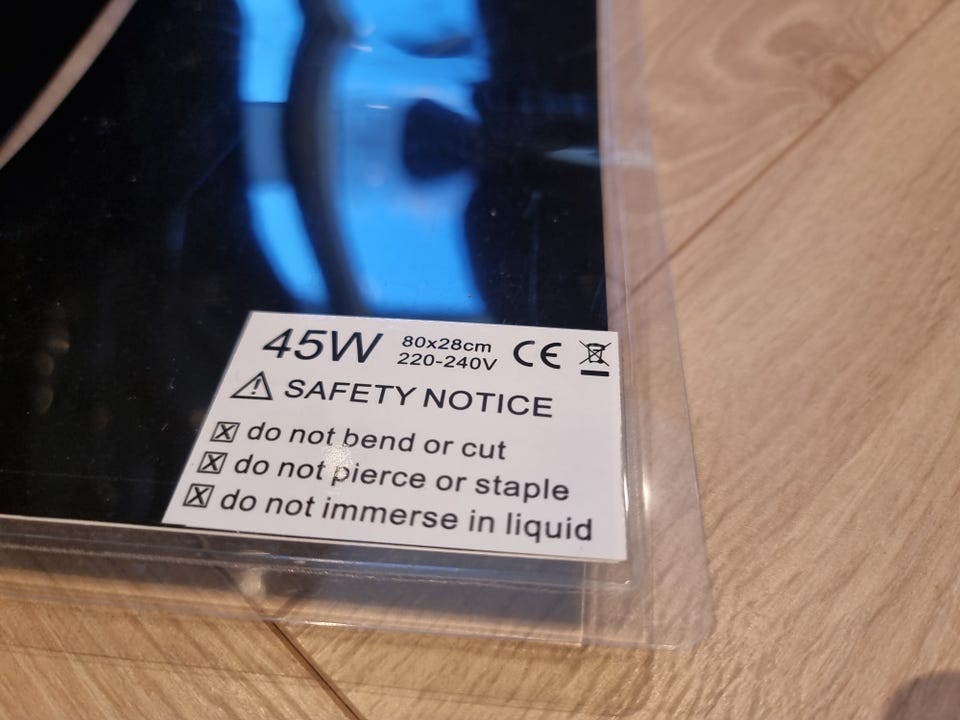 45W 80x28cm CE
220-240V
SAFETY NOTICE
do not bend or cut
do not pierce or staple
do not immerse in liquid